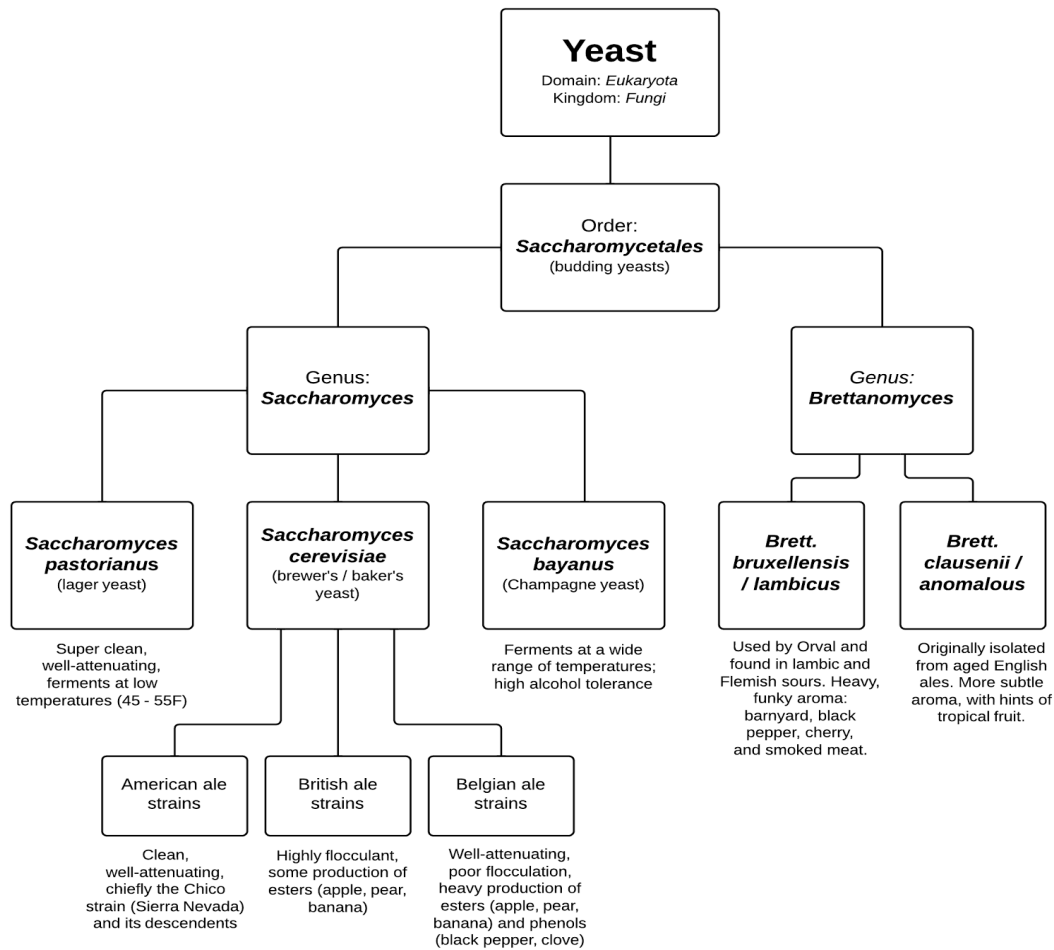 Yeast
Domain: Eukaryota
Kingdom: Fungi
Order:
Saccharomycetales
(budding yeasts)
Genus:
Saccharomyces
Genus:
Brettanomyces
Saccharomyces
pastorianus
(lager yeast)
Super clean,
well-attenuating,
ferments at low
temperatures (45 - 55F)
Saccharomyces
cerevisiae
(brewer's / baker's
yeast)
Saccharomyces
bayanus
(Champagne yeast)
Ferments at a wide
range of temperatures;
high alcohol tolerance
Brett.
bruxellensis
/ lambicus
Used by Orval and
found in lambic and
Flemish sours. Heavy,
funky aroma:
barnyard, black
pepper, cherry,
and smoked meat.
Brett.
clausenii /
anomalous
Originally isolated
from aged English
ales. More subtle
aroma, with hints of
tropical fruit.
American ale
strains
Clean,
well-attenuating,
chiefly the Chico
strain (Sierra Nevada)
and its descendents
British ale
strains
Highly flocculant,
some production of
esters (apple, pear,
banana)
Belgian ale
strains
Well-attenuating,
poor flocculation,
heavy production of
esters (apple, pear,
banana) and phenols
(black pepper, clove)